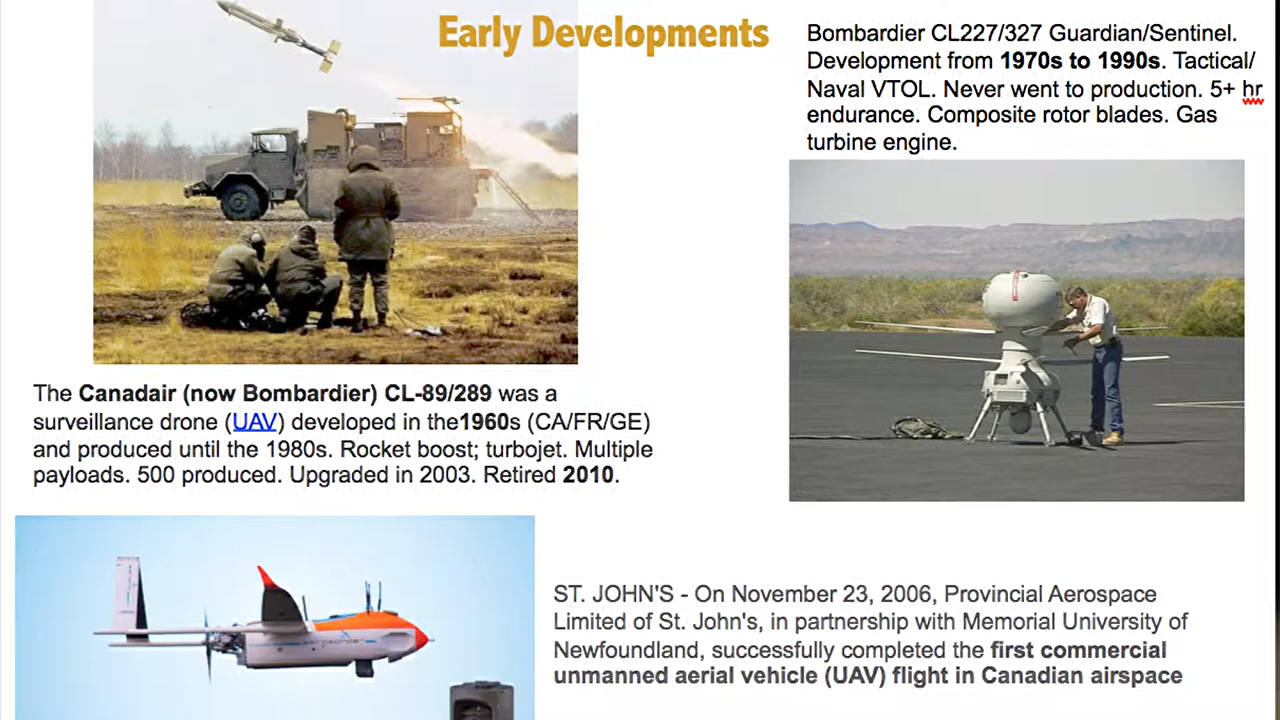 Early Developments
Bombardier CL227/327 Guardian/Sentinel.
Development from 1970s to 1990s. Tactical/
Naval VTOL. Never went to production. 5+ hr
endurance. Composite rotor blades. Gas
turbine engine.
The Canadair (now Bombardier) CL-89/289 was a
surveillance drone (UAV) developed in the1960s (CA/FR/GE)
and produced until the 1980s. Rocket boost; turbojet. Multiple
payloads. 500 produced. Upgraded in 2003. Retired 2010.
ST. JOHN'S - On November 23, 2006, Provincial Aerospace
Limited of St. John's, in partnership with Memorial University of
Newfoundland, successfully completed the first commercial
unmanned aerial vehicle (UAV) flight in Canadian airspace